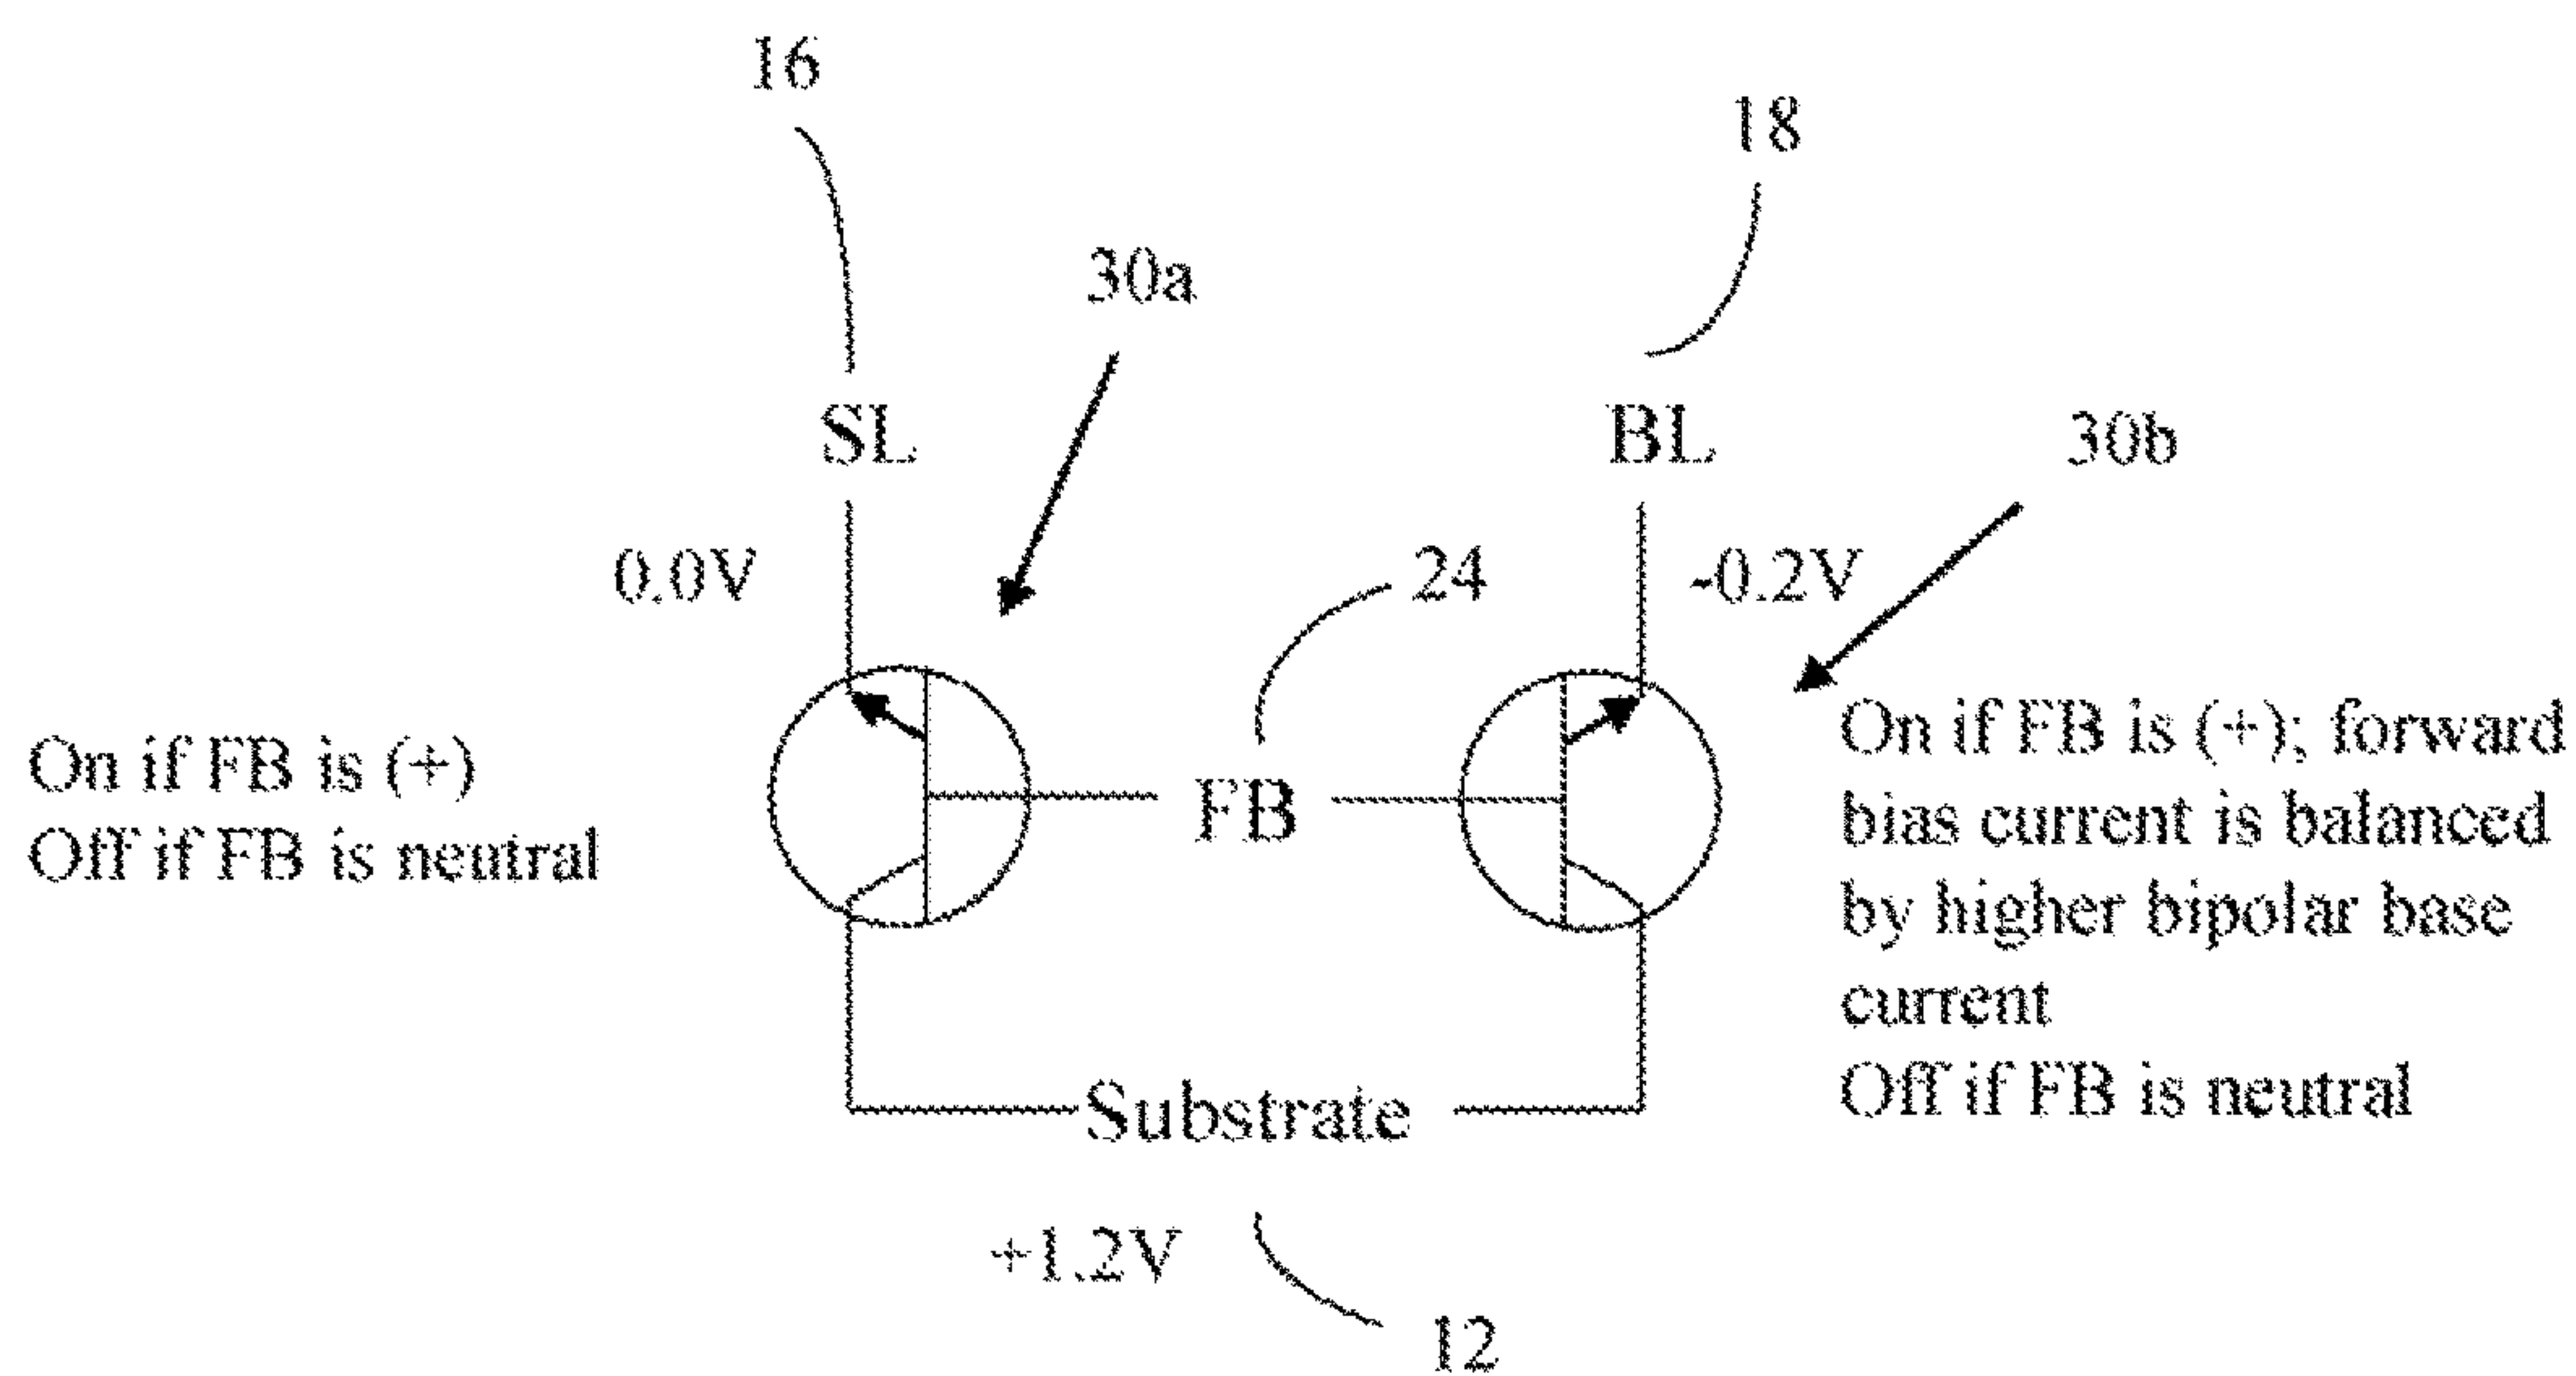 16
18
30a
SL
BL
30b
0.0V
24
-0.2V
On if FB is (+)
Off if FB is neutral
FB
On if FB is (+); forward
bias current is balanced
by higher bipolar base
current
Off if FB is neutral
Substrate
+1.2V
12